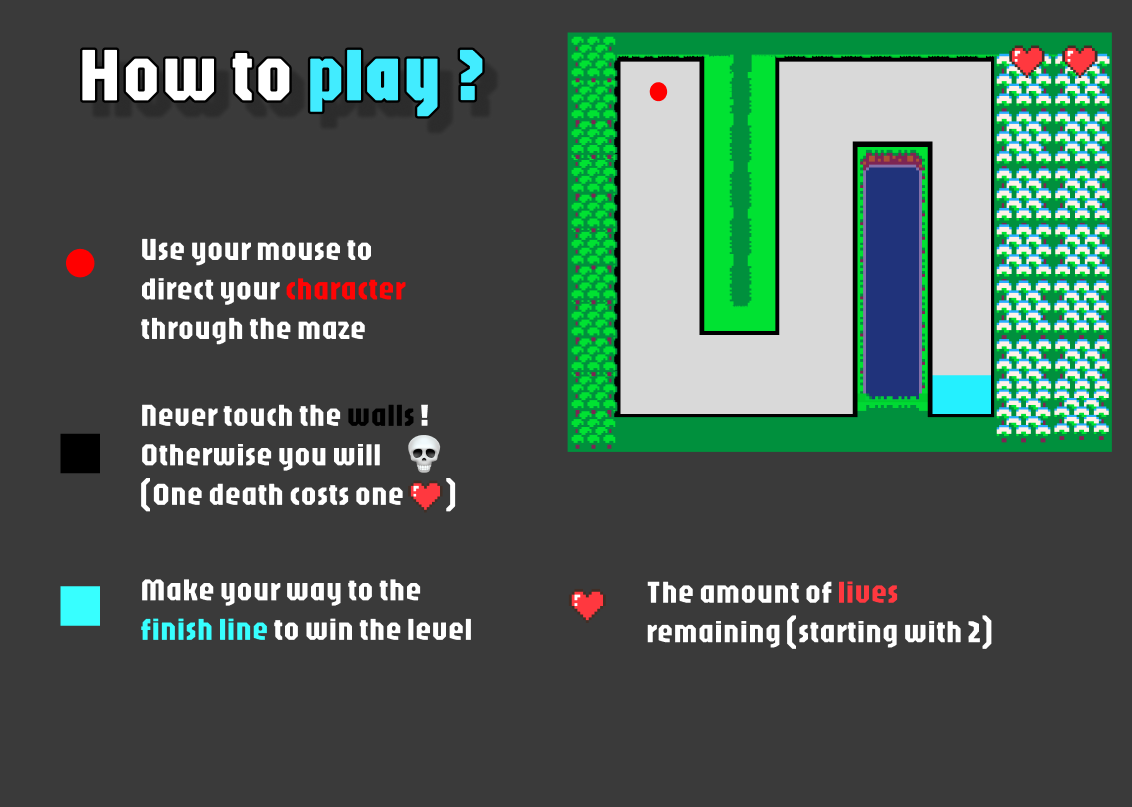 How to play ?
Use your mouse to
direct your character
through the maze
Never touch the walls !
Otherwise you will
(One death costs one )
Make your way to the
finish line to win the level
The amount of lives
remaining (starting with 2)